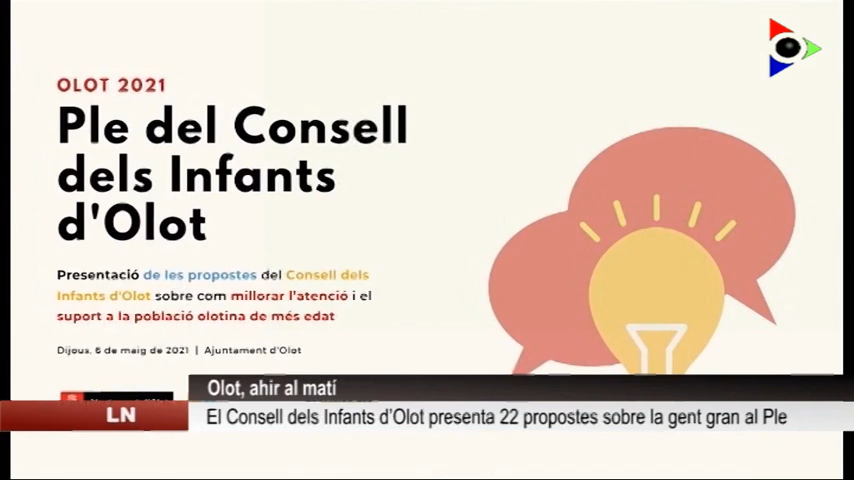 OLOT 2021
Ple del Consell
dels Infants
d'Olot
Presentació de les propostes del Consell dels
Infants d'Olot sobre com millorar l'atenció i el
suport a la població olotina de més edat
Dijous, 6 de maig de 2021 | Ajuntament d'Olot
Olot, ahir al matí
LN
El Consell dels Infants d'Olot presenta 22 propostes sobre la gent gran al Ple